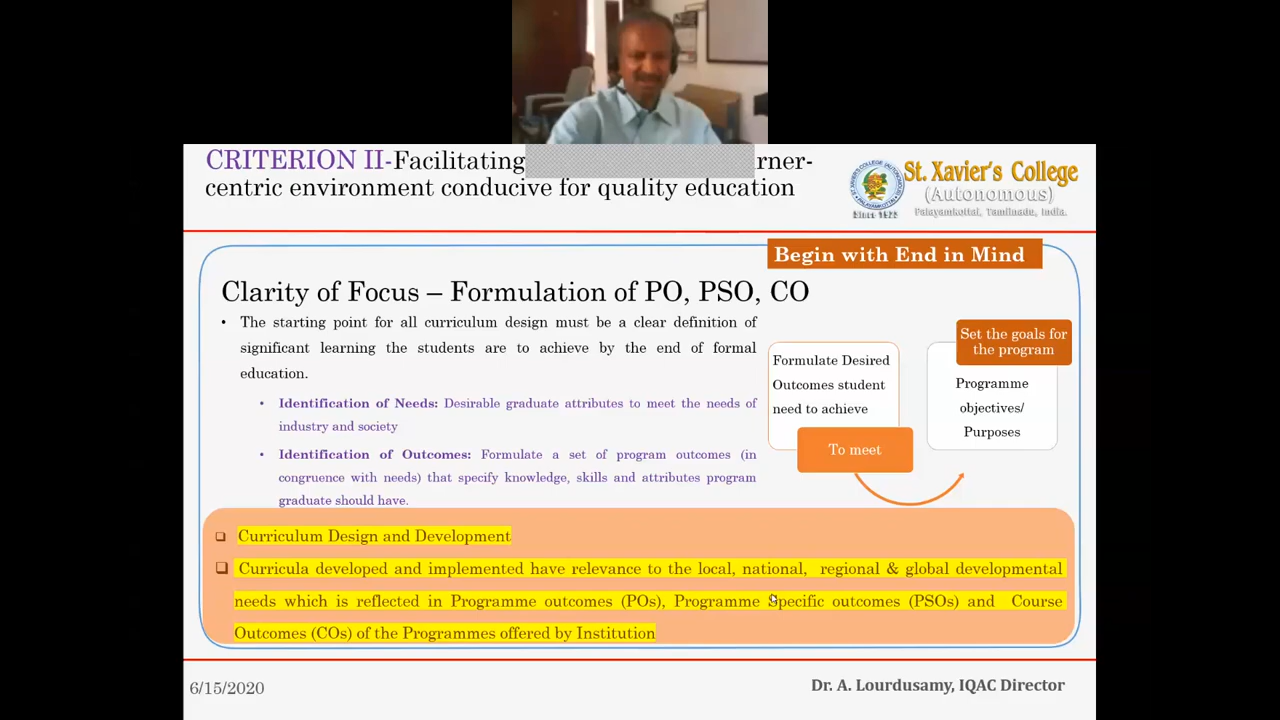 CRITERION II-Facilitating rner-
centric environment conducive for quality education
St. Xavier's College
(Autonomous)
Palayamkottai, Tamilnadu, India.
Since 1923
Begin with End in Mind
Clarity of Focus – Formulation of PO, PSO, CO
• The starting point for all curriculum design must be a clear definition of
significant learning the students are to achieve by the end of formal
education.
• Identification of Needs: Desirable graduate attributes to meet the needs of
industry and society
• Identification of Outcomes: Formulate a set of program outcomes (in
congruence with needs) that specify knowledge, skills and attributes program
graduate should have.
Formulate Desired
Outcomes student
need to achieve
To meet
Set the goals for
the program
Programme
objectives/
Purposes
❑ Curriculum Design and Development
❑ Curricula developed and implemented have relevance to the local, national, regional & global developmental
needs which is reflected in Programme outcomes (POs), Programme Specific outcomes (PSOs) and Course
Outcomes (COs) of the Programmes offered by Institution
6/15/2020
Dr. A. Lourdusamy, IQAC Director